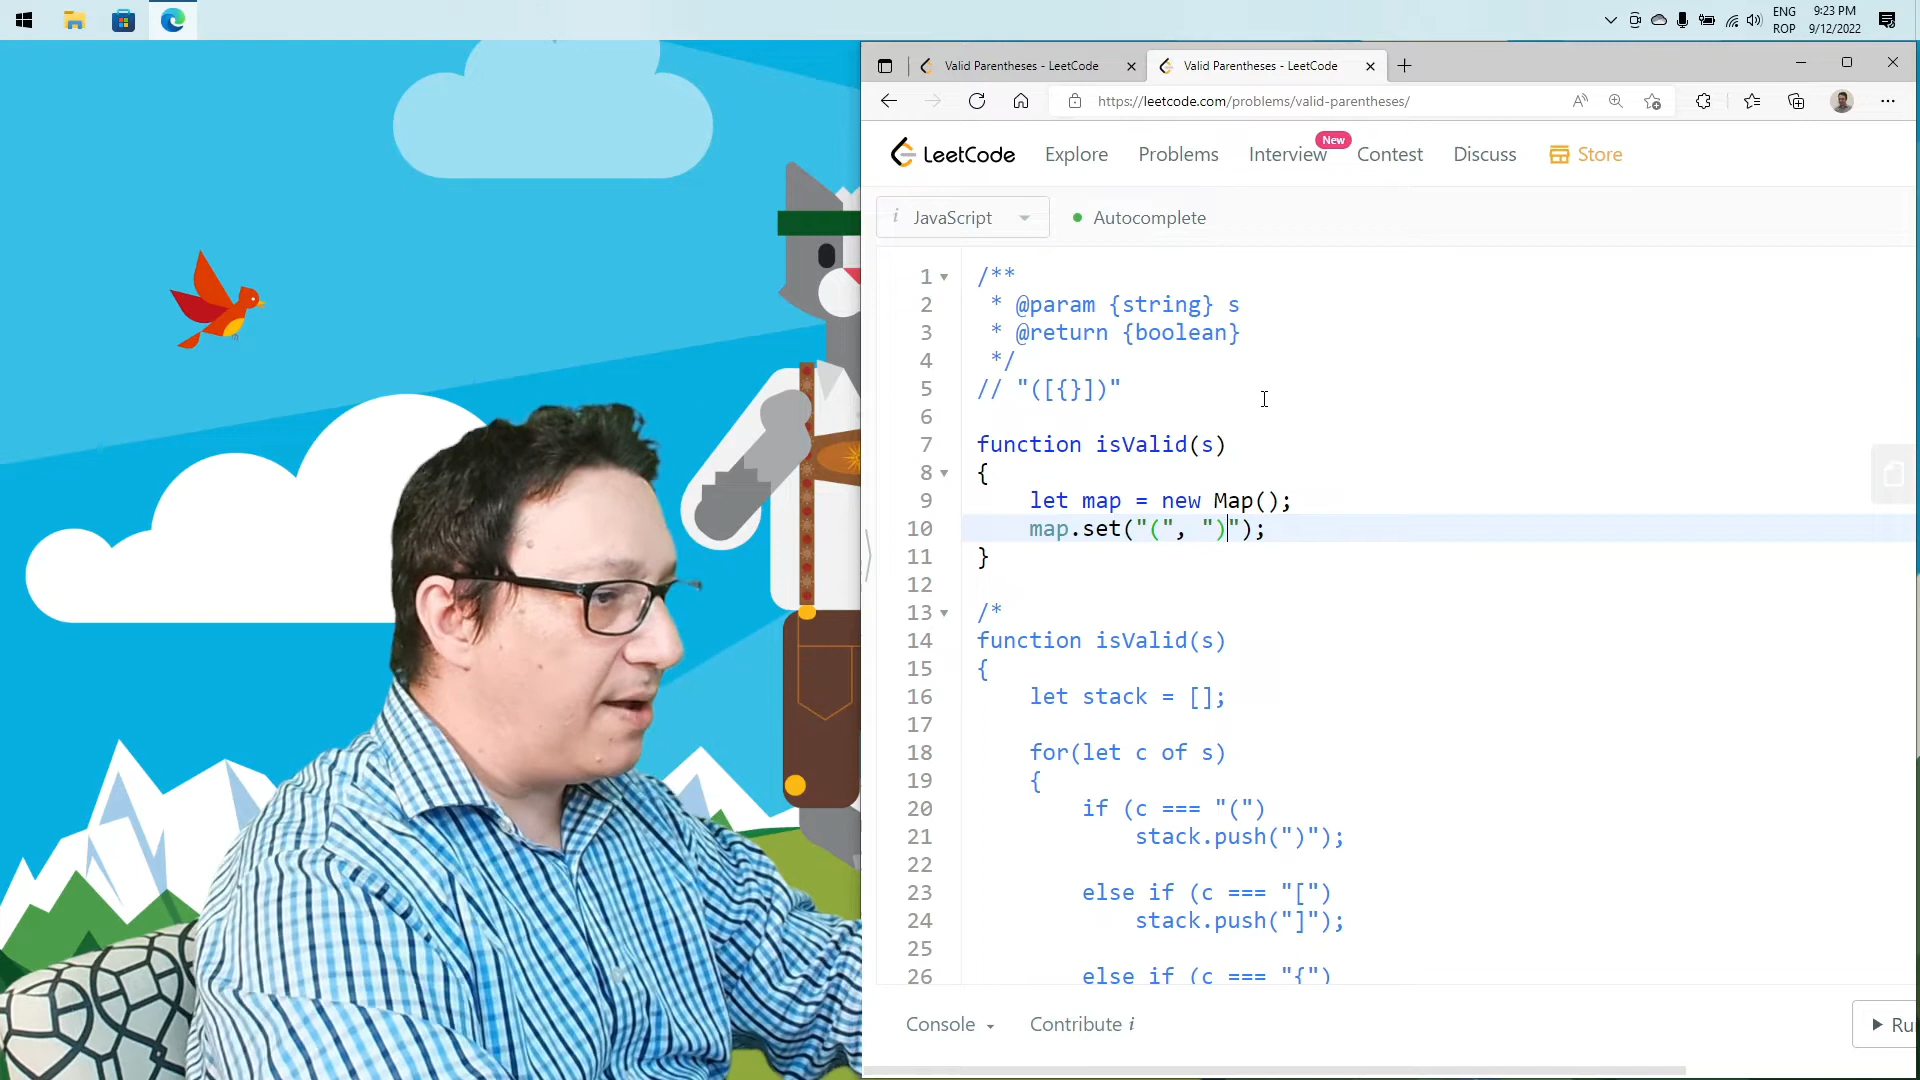 ENG
ROP
9:23 PM
9/12/2022
Valid Parentheses - LeetCode
Valid Parentheses - LeetCode
https://leetcode.com/problems/valid-parentheses/
LeetCode
Explore
Problems
Interview
New
Contest
Discuss
Store
i JavaScript
Autocomplete
1 /**
2 * @param {string} s
3 * @return {boolean}
4 */
5 // "([{}])"
6
7 function isValid(s)
8 {
9 let map = new Map();
10 map.set("(", ")");
11 }
12
13 /*
14 function isValid(s)
15 {
16 let stack = [];
17
18 for(let c of s)
19 {
20 if (c === "(")
21 stack.push(")");
22
23 else if (c === "[")
24 stack.push("]");
25
26 else if (c === "{")
Console
Contribute i
Ru